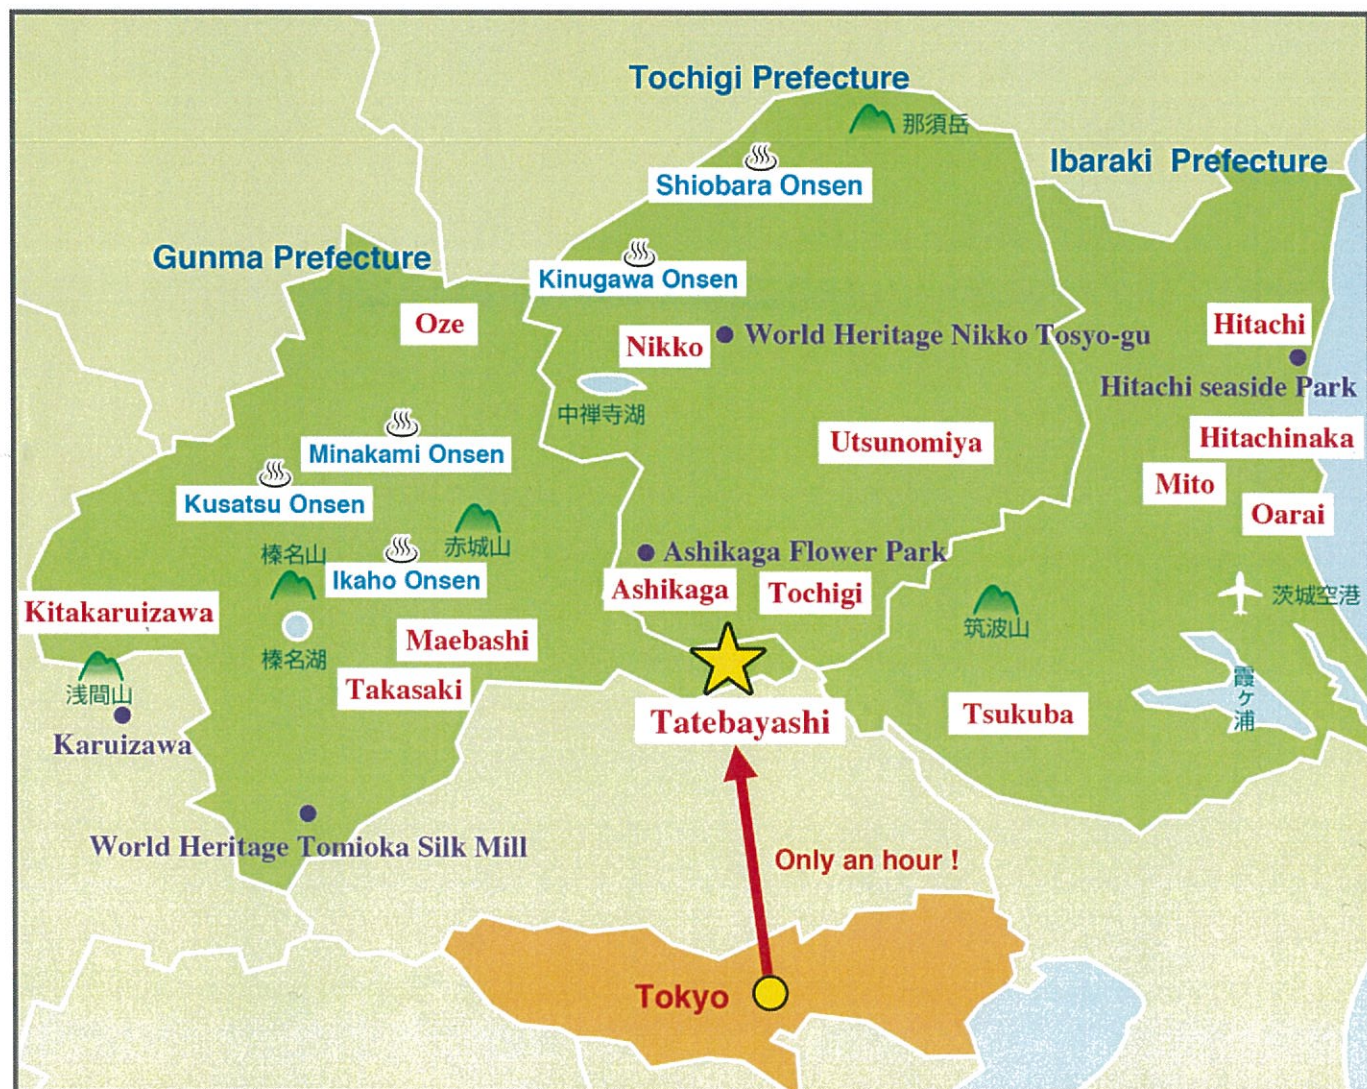 Tochigi Prefecture
那須岳
Ibaraki Prefecture
Shiobara Onsen
Gunma Prefecture
Kinugawa Onsen
Oze
Nikko
World Heritage Nikko Tosyo-gu
Hitachi
Hitachi seaside Park
中禅寺湖
Minakami Onsen
Utsunomiya
Hitachinaka
Kusatsu Onsen
Mito
Oarai
榛名山
赤城山
Ikaho Onsen
Ashikaga Flower Park
Ashikaga
Tochigi
Kitakaruizawa
茨城空港
筑波山
榛名湖
Maebashi
浅間山
Takasaki
霞ヶ浦
Karuizawa
Tatebayashi
Tsukuba
World Heritage Tomioka Silk Mill
Only an hour !
Tokyo